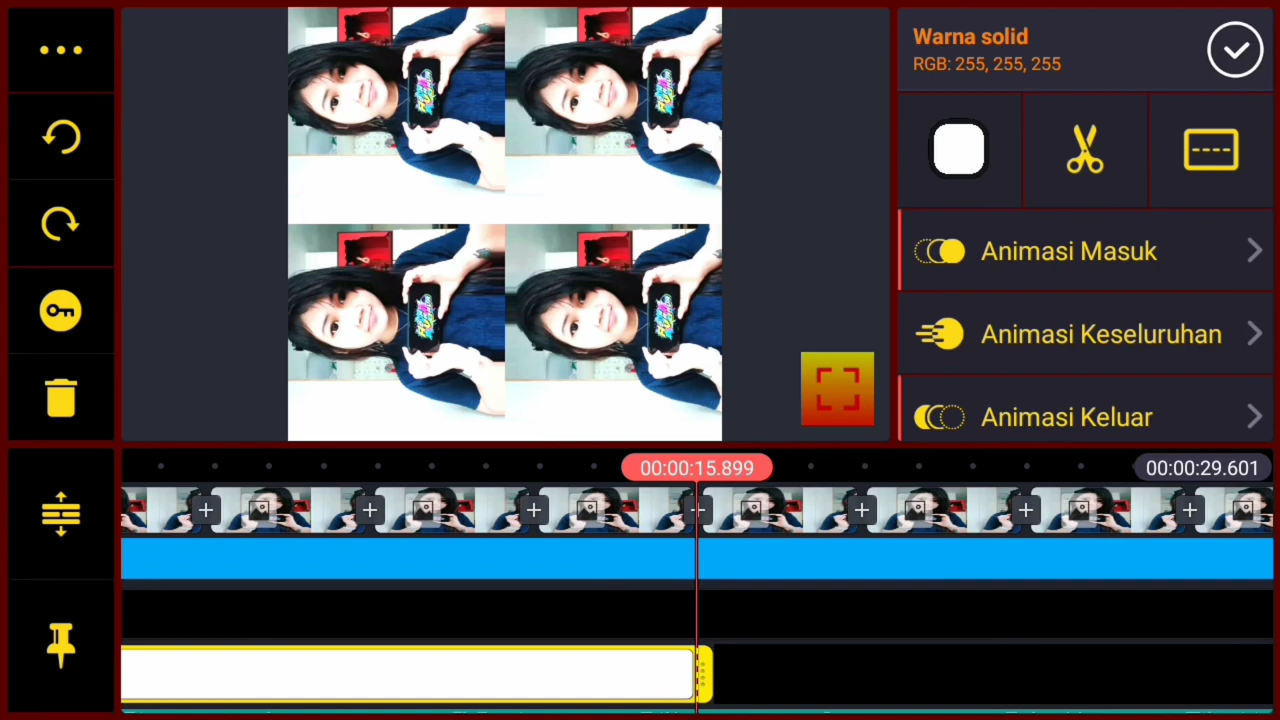 Warna solid
RGB: 255, 255, 255
Animasi Masuk
Animasi Keseluruhan
Animasi Keluar
00:00:15.899
00:00:29.601